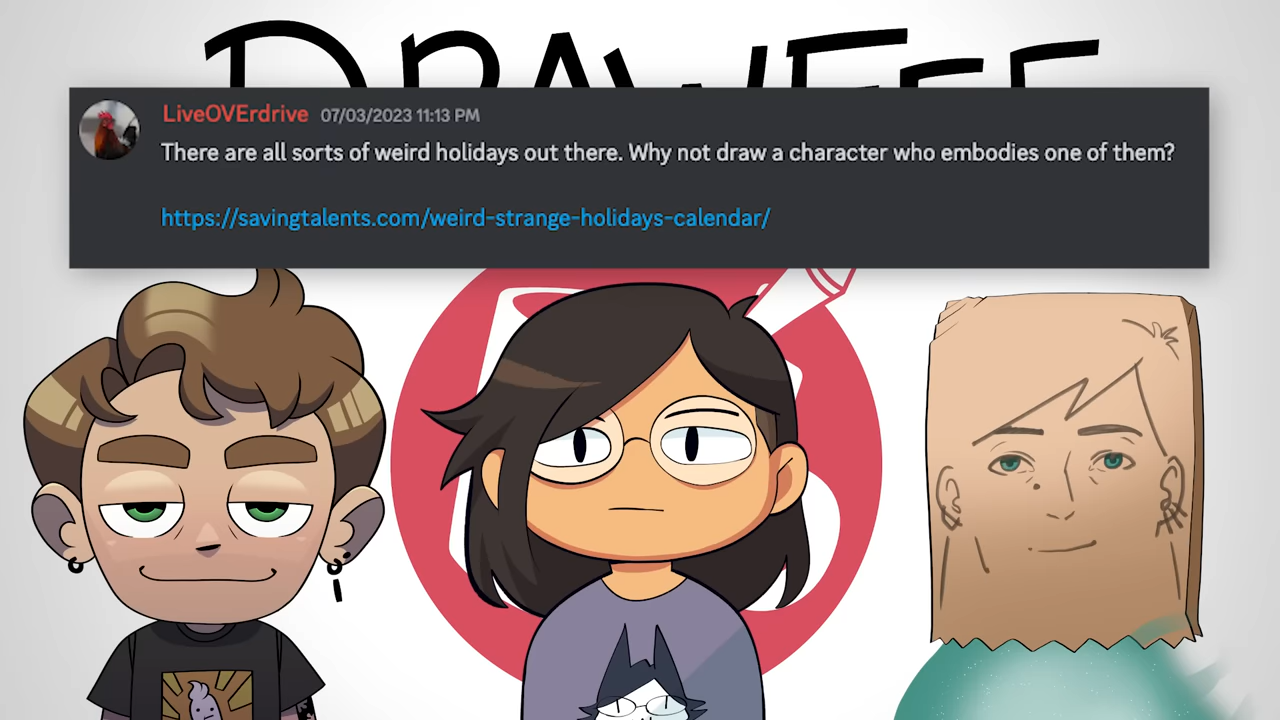 DRAWFEE
LiveOVErdrive 07/03/2023 11:13 PM
There are all sorts of weird holidays out there. Why not draw a character who embodies one of them?
https://savingtalents.com/weird-strange-holidays-calendar/